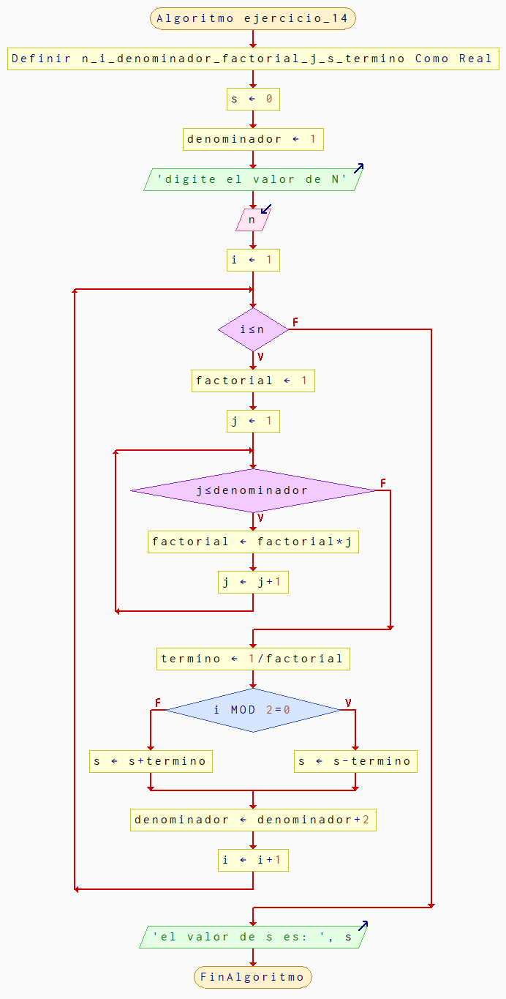 Algoritmo ejercicio_14
Definir n_i_denominador_factorial_j_s_termino Como Real
s ← 0
denominador ← 1
'digite el valor de N'
n
i ← 1
i≤n
F
V
factorial ← 1
j ← 1
j≤denominador
F
V
factorial ← factorial*j
j ← j+1
termino ← 1/factorial
F
i MOD 2=0
V
s ← s+termino
s ← s-termino
denominador ← denominador+2
i ← i+1
'el valor de s es: ', s
FinAlgoritmo